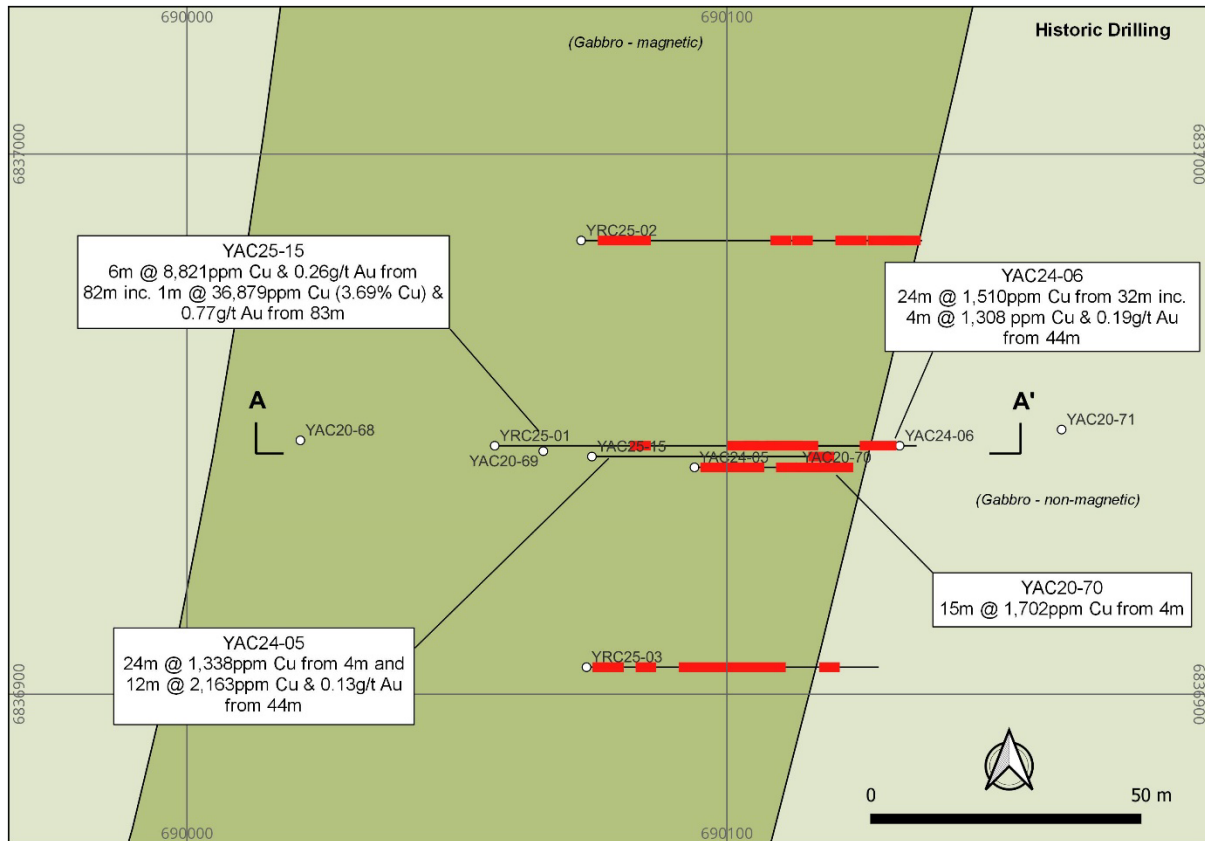 690000
690100
(Gabbro - magnetic)
Historic Drilling
6837000
6837000
YRC25-02
YAC25-15
6m @ 8,821ppm Cu & 0.26g/t Au from
82m inc. 1m @ 36,879ppm Cu (3.69% Cu) &
0.77g/t Au from 83m
YAC24-06
24m @ 1,510ppm Cu from 32m inc.
4m @ 1,308 ppm Cu & 0.19g/t Au
from 44m
A
A'
YAC20-68
YRC25-01
YAC20-69
YAC25-15
YAC24-05
YAC20-70
YAC24-06
YAC20-71
(Gabbro - non-magnetic)
YAC20-70
15m @ 1,702ppm Cu from 4m
YAC24-05
24m @ 1,338ppm Cu from 4m and
12m @ 2,163ppm Cu & 0.13g/t Au
from 44m
YRC25-03
6836900
6836900
0
50 m
690000
690100